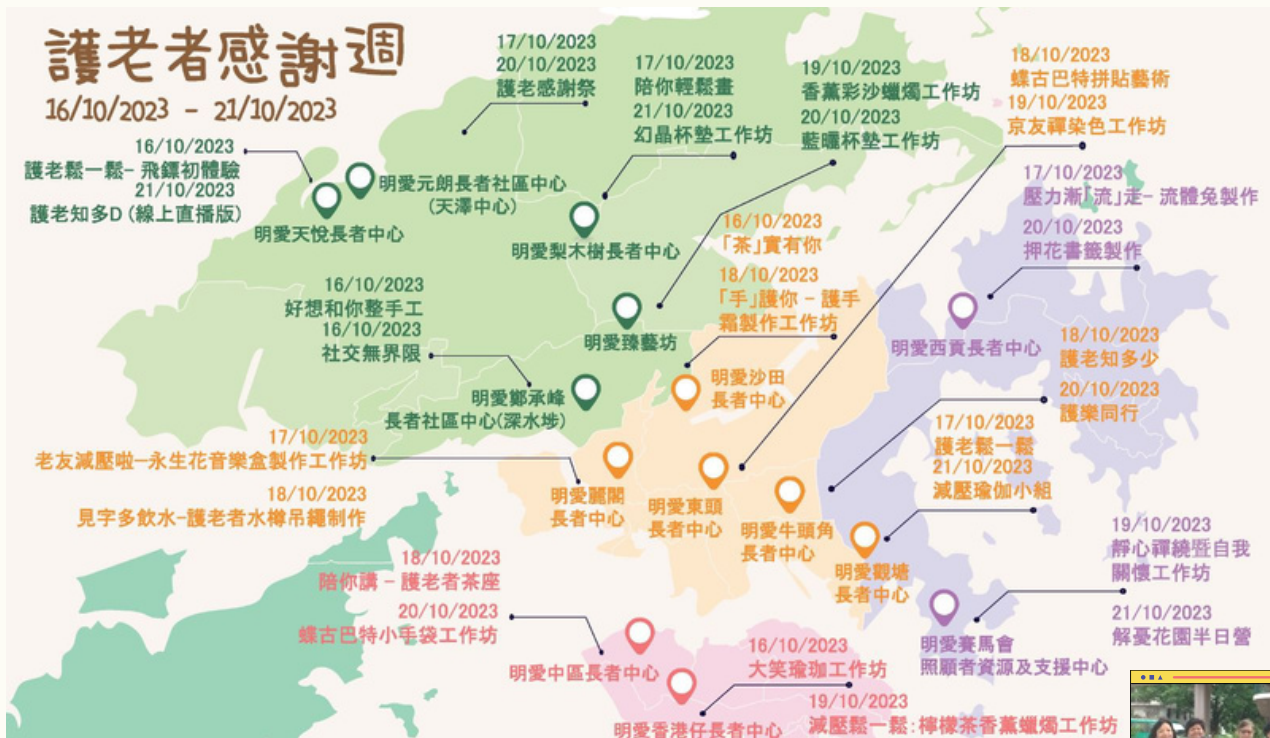 護老者感謝週
16/10/2023 - 21/10/2023
17/10/2023
20/10/2023
護老感謝祭
17/10/2023
陪你輕鬆畫
21/10/2023
幻晶杯墊工作坊
19/10/2023
香薰彩沙蠟燭工作坊
20/10/2023
藍曬杯墊工作坊
18/10/2023
蝶古巴特拼貼藝術
19/10/2023
京友禪染色工作坊
16/10/2023
護老鬆一鬆- 飛鏢初體驗
21/10/2023
護老知多D (線上直播版)
明愛元朗長者社區中心
(天澤中心)
明愛天悅長者中心
明愛梨木樹長者中心
17/10/2023
壓力漸「流」走- 流體兔製作
20/10/2023
押花書籤製作
16/10/2023
「茶」實有你
18/10/2023
「手」護你 - 護手
霜製作工作坊
16/10/2023
好想和你整手工
16/10/2023
社交無界限
明愛臻藝坊
明愛西貢長者中心
明愛鄭承峰
長者社區中心(深水埗)
明愛沙田
長者中心
18/10/2023
護老知多少
20/10/2023
護樂同行
17/10/2023
老友減壓啦—永生花音樂盒製作工作坊
18/10/2023
見字多飲水-護老者水樽吊繩制作
17/10/2023
護老鬆一鬆
21/10/2023
減壓瑜伽小組
明愛麗閣
長者中心
明愛東頭
長者中心
明愛牛頭角
長者中心
明愛觀塘
長者中心
19/10/2023
靜心禪繞暨自我
關懷工作坊
21/10/2023
解憂花園半日營
18/10/2023
陪你講 - 護老者茶座
20/10/2023
蝶古巴特小手袋工作坊
明愛中區長者中心
明愛賽馬會
照顧者資源及支援中心
16/10/2023
大笑瑜珈工作坊
19/10/2023
減壓鬆一鬆:檸檬茶香薰蠟燭工作坊
明愛香港仔長者中心